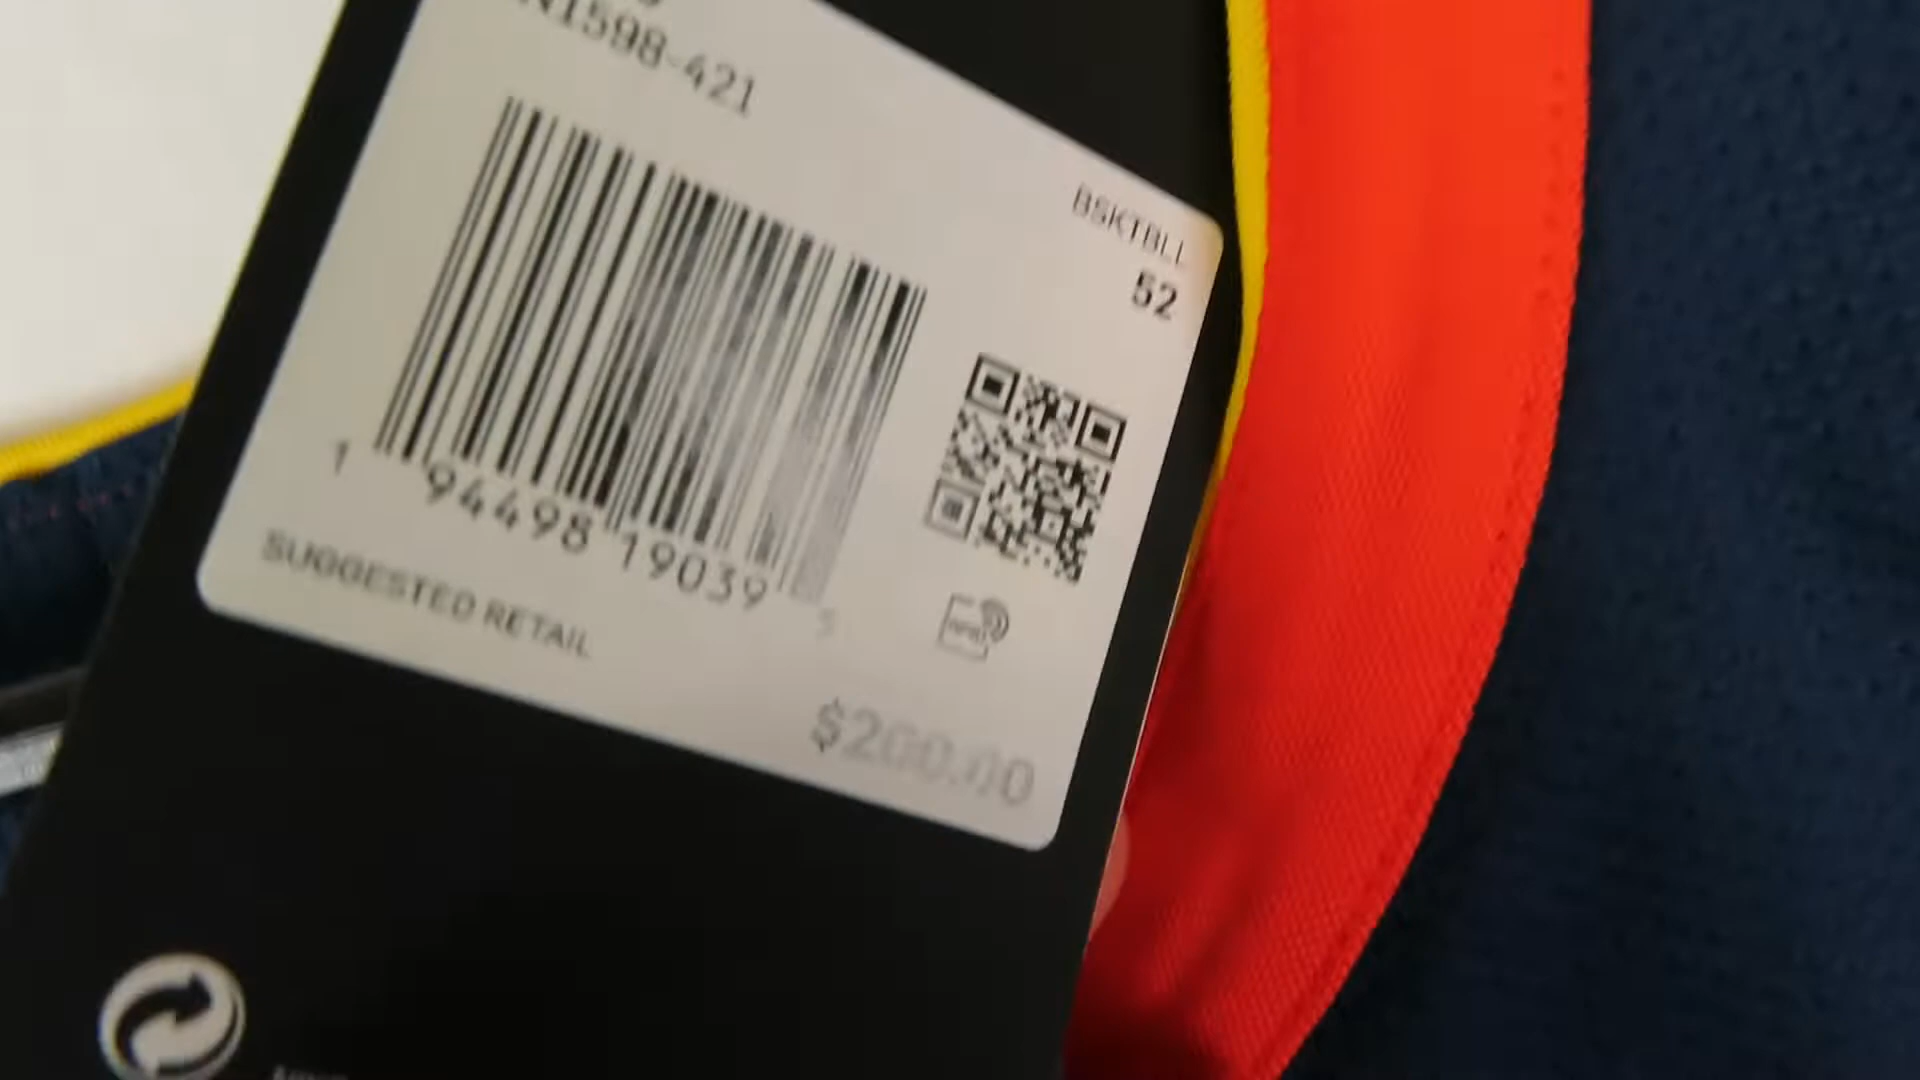 N1598-421
BSKTBLL
52
1 94498 19039 5
SUGGESTED RETAIL
$200.00